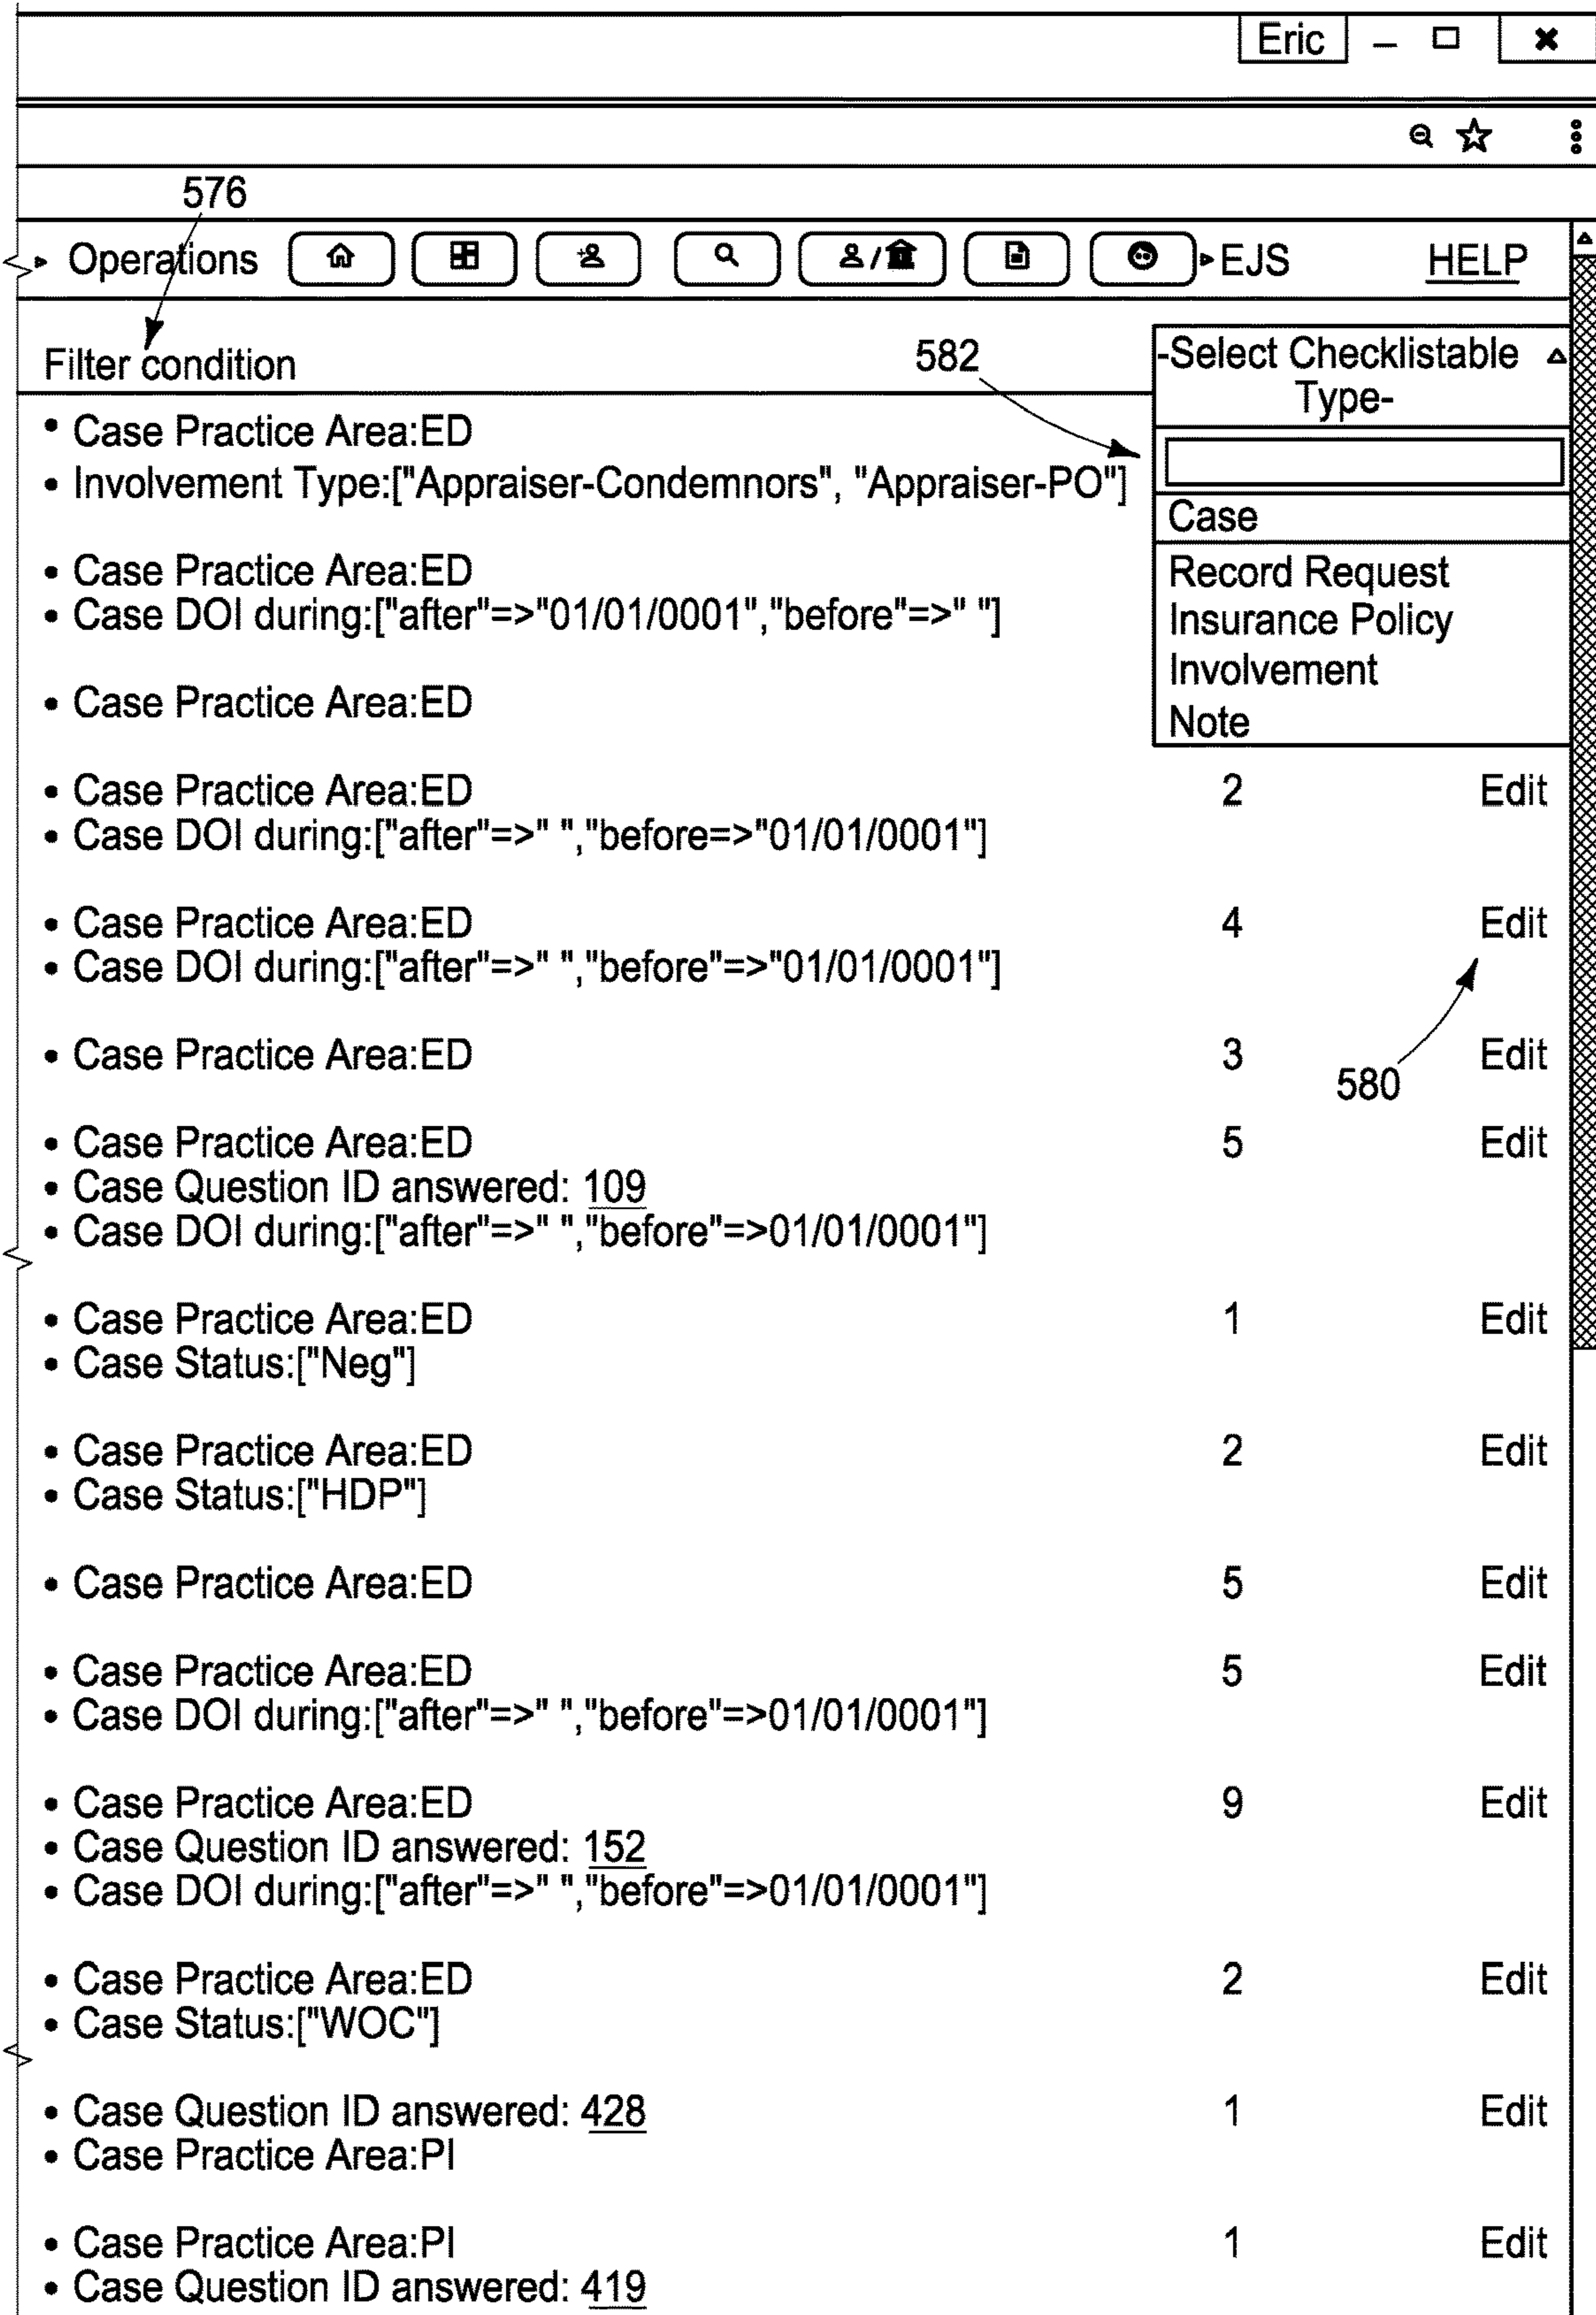 Eric
576
Operations
EJS
HELP
Filter condition
582
-Select Checklistable
Type-
• Case Practice Area:ED
• Involvement Type:["Appraiser-Condemnors", "Appraiser-PO"]
Case
• Case Practice Area:ED
Record Request
• Case DOI during:["after"=>"01/01/0001","before"=>" "]
Insurance Policy
Involvement
• Case Practice Area:ED
Note
• Case Practice Area:ED 2 Edit
• Case DOI during:["after"=>" ","before=>"01/01/0001"]
• Case Practice Area:ED 4 Edit
• Case DOI during:["after"=>" ","before"=>"01/01/0001"]
• Case Practice Area:ED 3 Edit
580
• Case Practice Area:ED 5 Edit
• Case Question ID answered: 109
• Case DOI during:["after"=>" ","before"=>01/01/0001"]
• Case Practice Area:ED 1 Edit
• Case Status:["Neg"]
• Case Practice Area:ED 2 Edit
• Case Status:["HDP"]
• Case Practice Area:ED 5 Edit
• Case Practice Area:ED 5 Edit
• Case DOI during:["after"=>" ","before"=>01/01/0001"]
• Case Practice Area:ED 9 Edit
• Case Question ID answered: 152
• Case DOI during:["after"=>" ","before"=>01/01/0001"]
• Case Practice Area:ED 2 Edit
• Case Status:["WOC"]
• Case Question ID answered: 428 1 Edit
• Case Practice Area:PI
• Case Practice Area:PI 1 Edit
• Case Question ID answered: 419